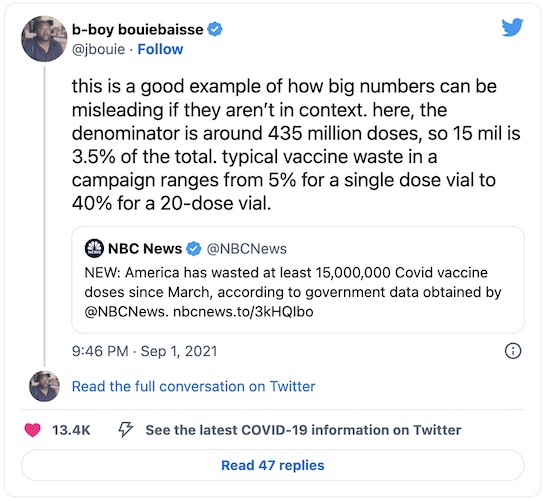 b-boy bouiebaisse
@jbouie · Follow
this is a good example of how big numbers can be
misleading if they aren't in context. here, the
denominator is around 435 million doses, so 15 mil is
3.5% of the total. typical vaccine waste in a
campaign ranges from 5% for a single dose vial to
40% for a 20-dose vial.
NBC News @NBCNews
NEW: America has wasted at least 15,000,000 Covid vaccine
doses since March, according to government data obtained by
@NBCNews. nbcnews.to/3kHQIbo
9:46 PM · Sep 1, 2021
Read the full conversation on Twitter
13.4K See the latest COVID-19 information on Twitter
Read 47 replies